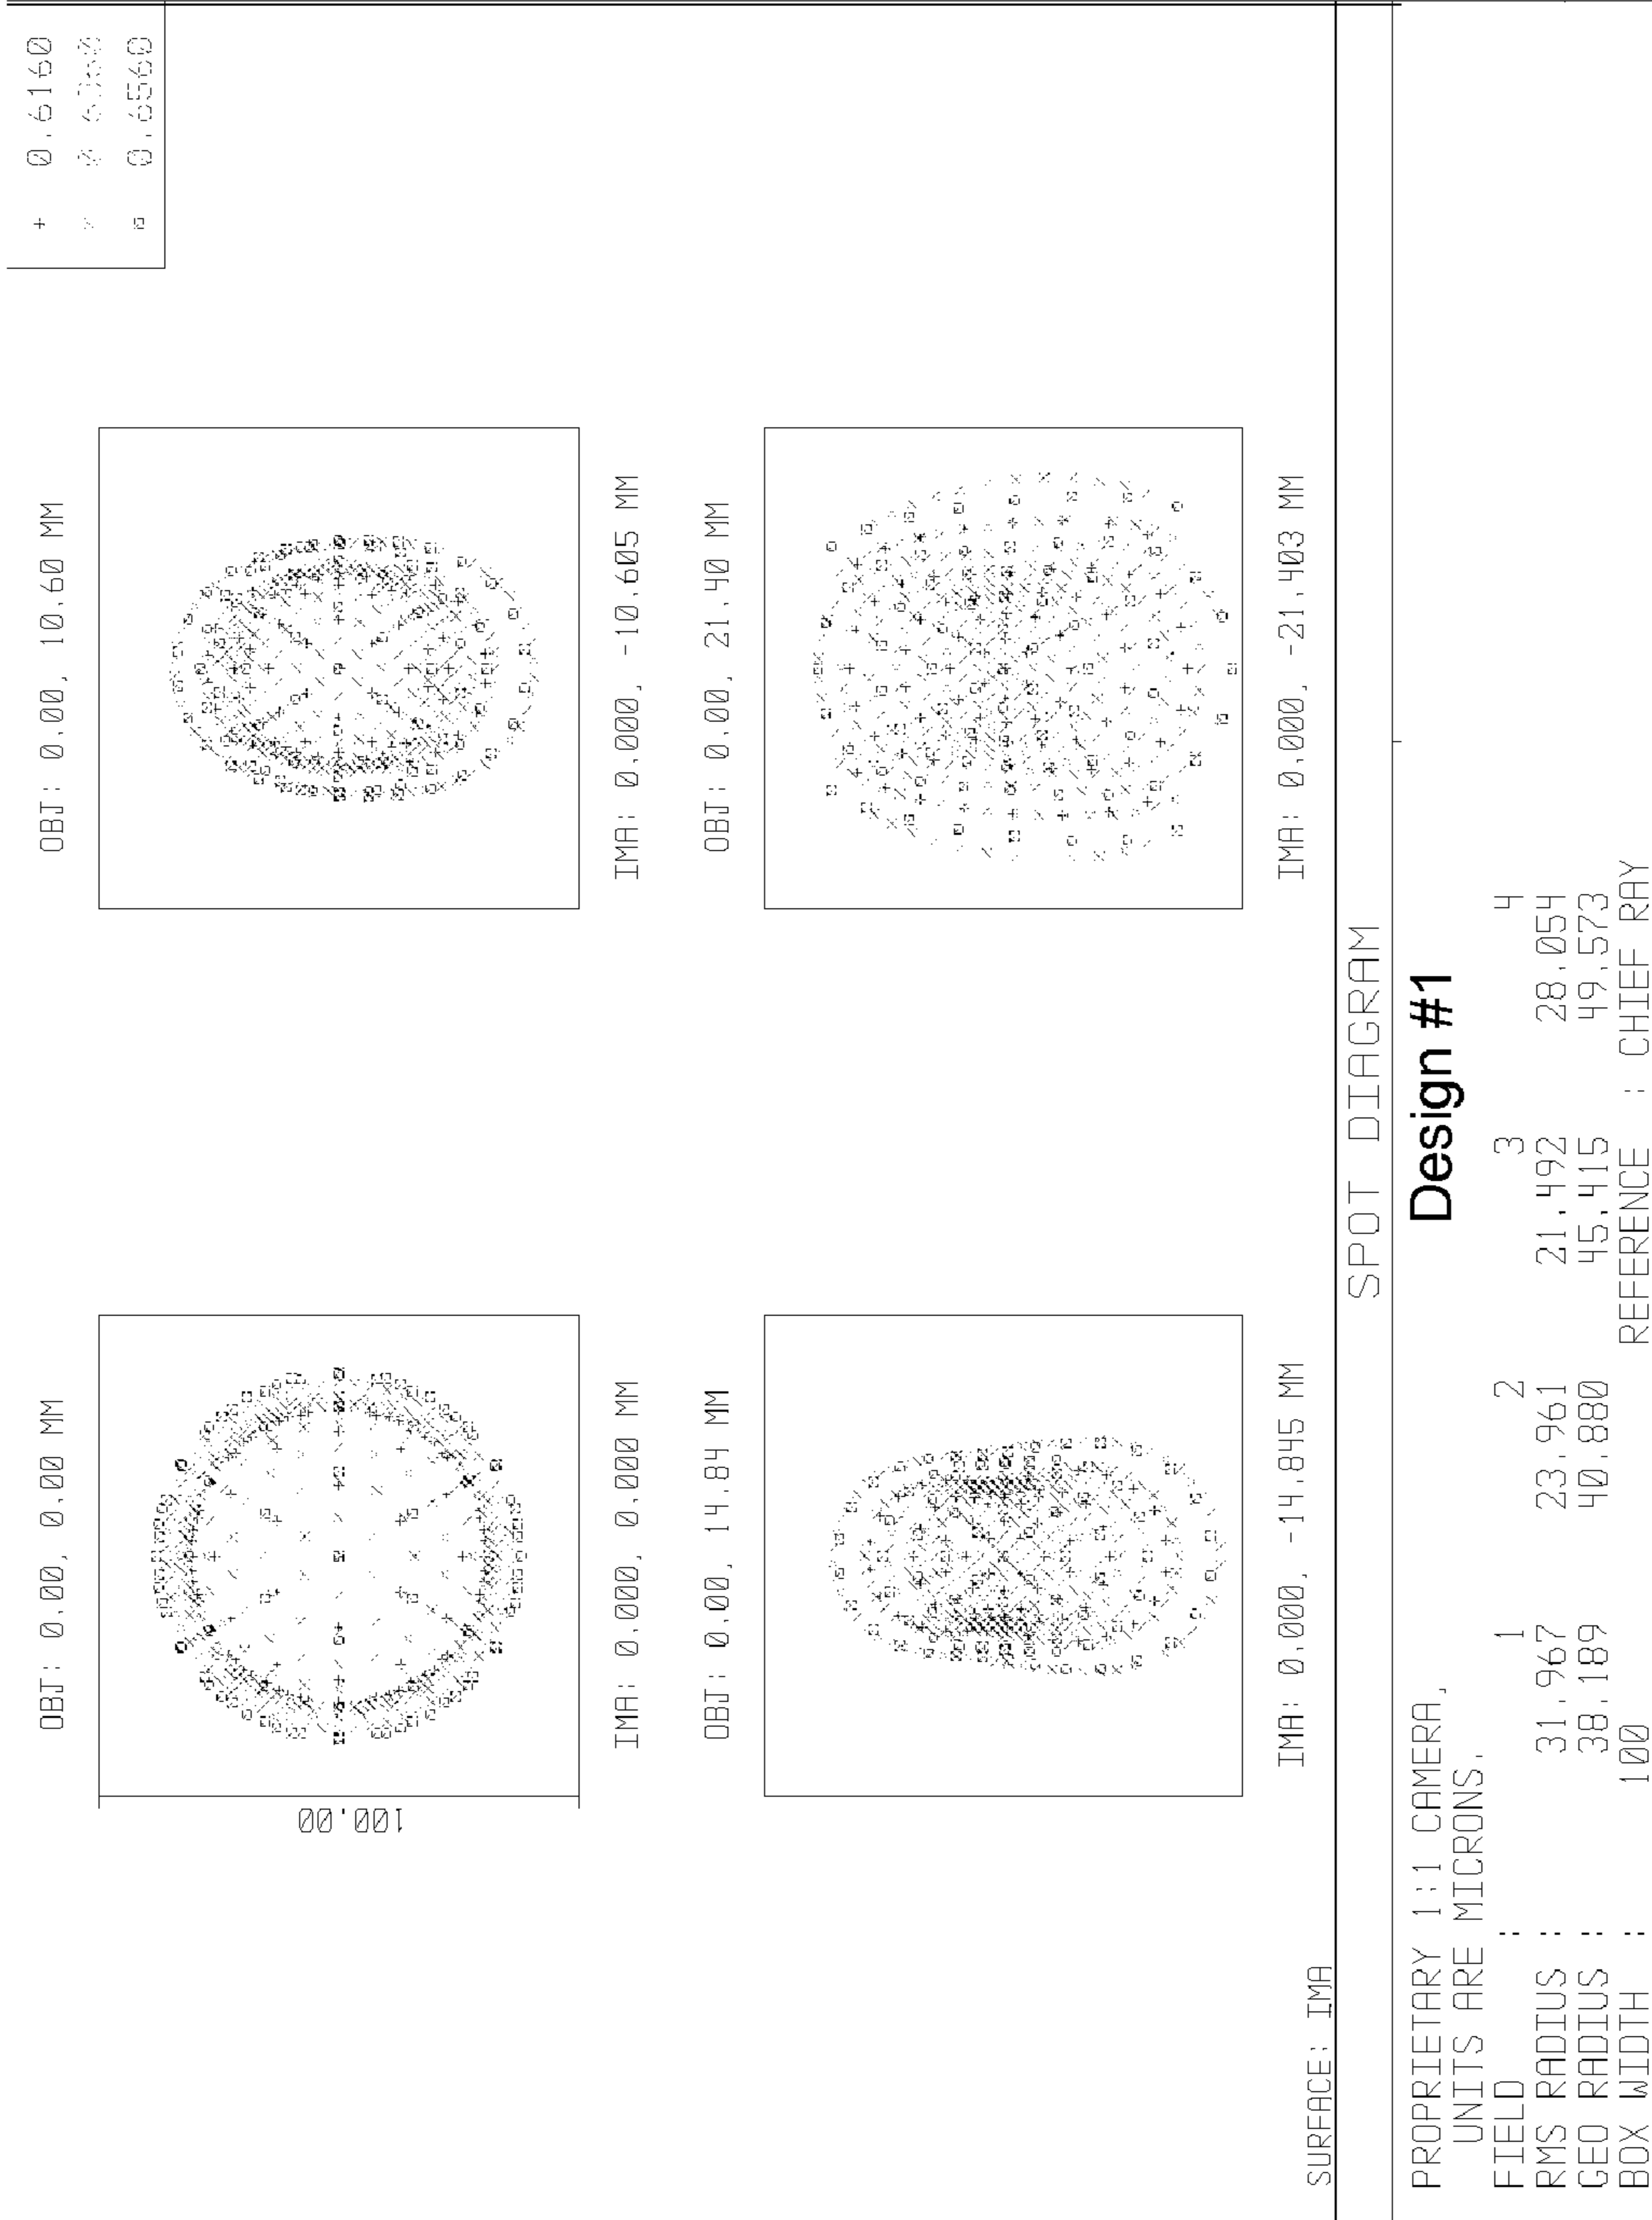 + 0.6160
0.6560
OBJ: 0.00, 0.00 MM
OBJ: 0.00, 10.60 MM
100.00
IMA: 0.000, 0.000 MM
IMA: 0.000, -10.605 MM
OBJ: 0.00, 14.84 MM
OBJ: 0.00, 21.40 MM
IMA: 0.000, -14.845 MM
IMA: 0.000, -21.403 MM
SURFACE: IMA
SPOT DIAGRAM
Design #1
PROPRIETARY 1:1 CAMERA,
UNITS ARE MICRONS.
FIELD : 1 2 3 4
RMS RADIUS : 31.967 23.961 21.492 28.054
GEO RADIUS : 38.189 40.880 45.415 49.573
BOX WIDTH : 100 REFERENCE : CHIEF RAY